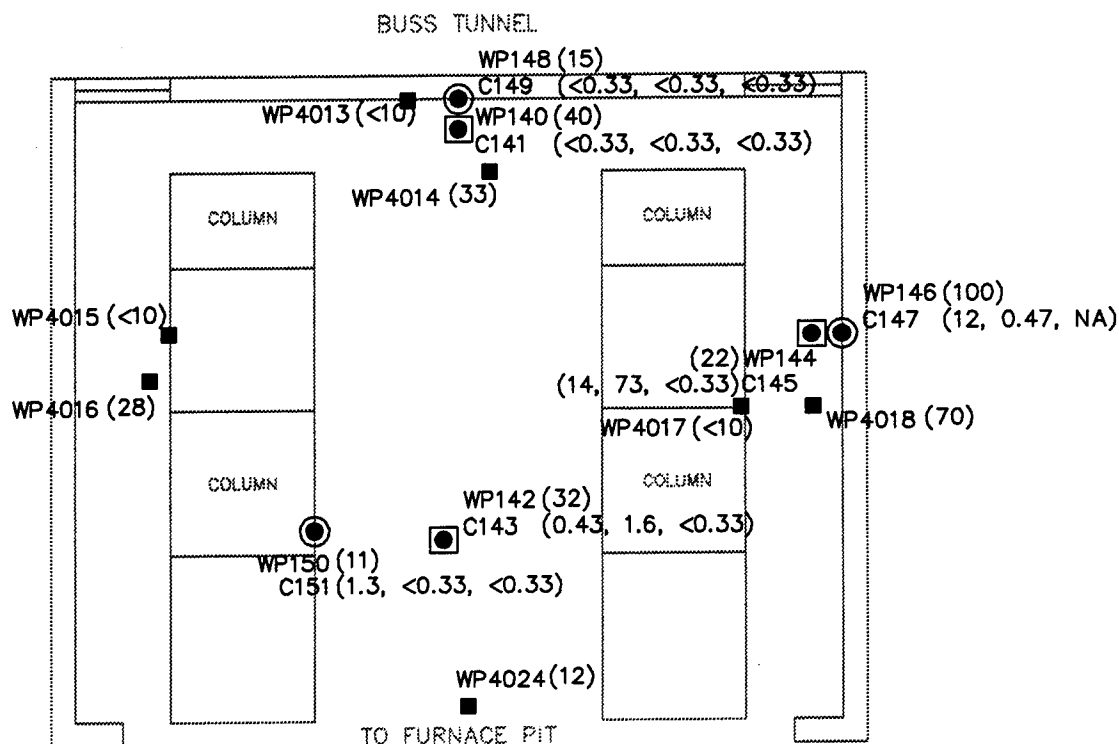 BUSS TUNNEL
WP148 (15)
C149 (<0.33, <0.33, <0.33)
WP4013 (<10)
WP140 (40)
C141 (<0.33, <0.33, <0.33)
WP4014 (33)
COLUMN
COLUMN
WP146 (100)
C147 (12, 0.47, NA)
WP4015 (<10)
(22) WP144
(14, 73, <0.33) C145
WP4016 (28)
WP4017 (<10)
WP4018 (70)
COLUMN
COLUMN
WP142 (32)
C143 (0.43, 1.6, <0.33)
WP150 (11)
C151 (1.3, <0.33, <0.33)
WP4024 (12)
TO FURNACE PIT